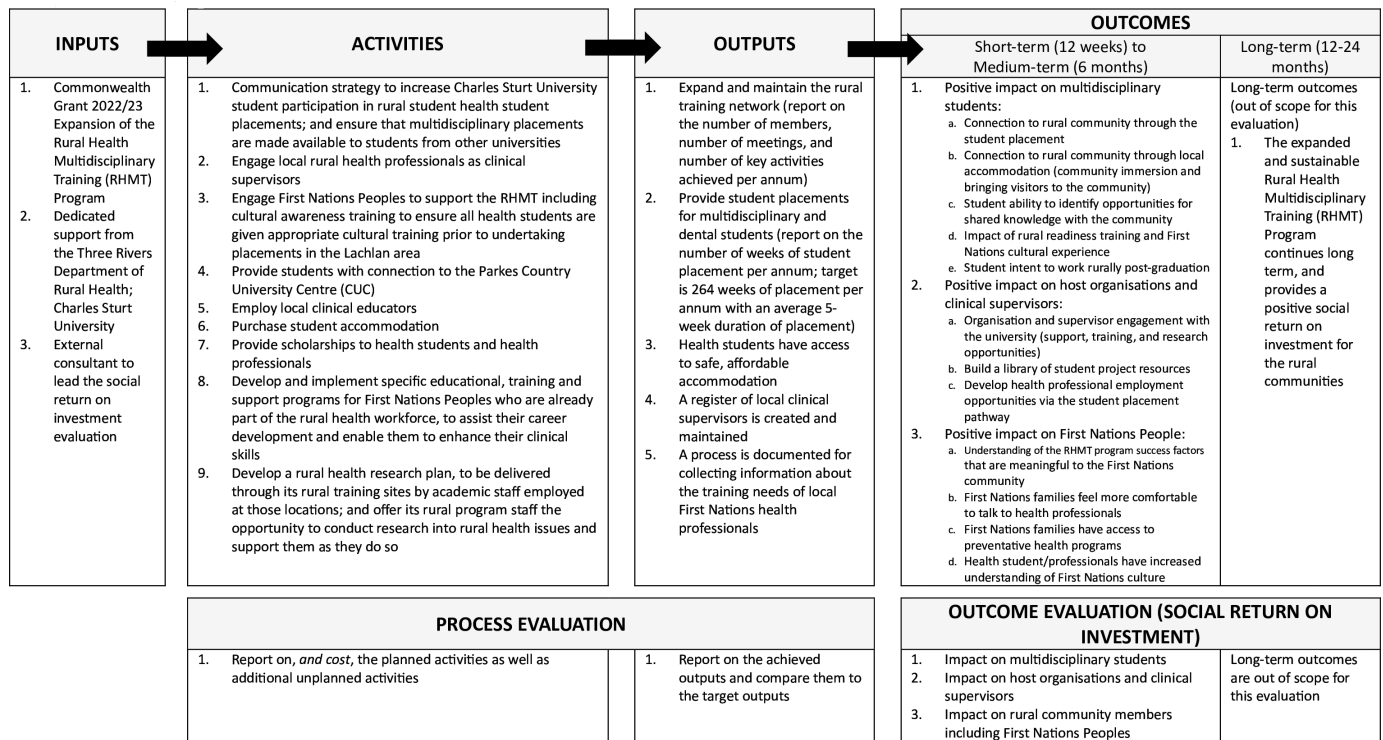 INPUTS
1. Commonwealth
Grant 2022/23
Expansion of the
Rural Health
Multidisciplinary
Training (RHMT)
Program
2. Dedicated
support from
the Three Rivers
Department of
Rural Health;
Charles Sturt
University
3. External
consultant to
lead the social
return on
investment
evaluation
ACTIVITIES
1. Communication strategy to increase Charles Sturt University
student participation in rural student health student
placements; and ensure that multidisciplinary placements
are made available to students from other universities
2. Engage local rural health professionals as clinical
supervisors
3. Engage First Nations Peoples to support the RHMT including
cultural awareness training to ensure all health students are
given appropriate cultural training prior to undertaking
placements in the Lachlan area
4. Provide students with connection to the Parkes Country
University Centre (CUC)
5. Employ local clinical educators
6. Purchase student accommodation
7. Provide scholarships to health students and health
professionals
8. Develop and implement specific educational, training and
support programs for First Nations Peoples who are already
part of the rural health workforce, to assist their career
development and enable them to enhance their clinical
skills
9. Develop a rural health research plan, to be delivered
through its rural training sites by academic staff employed
at those locations; and offer its rural program staff the
opportunity to conduct research into rural health issues and
support them as they do so
OUTPUTS
1. Expand and maintain the rural
training network (report on
the number of members,
number of meetings, and
number of key activities
achieved per annum)
2. Provide student placements
for multidisciplinary and
dental students (report on the
number of weeks of student
placement per annum; target
is 264 weeks of placement per
annum with an average 5-
week duration of placement)
3. Health students have access
to safe, affordable
accommodation
4. A register of local clinical
supervisors is created and
maintained
5. A process is documented for
collecting information about
the training needs of local
First Nations health
professionals
OUTCOMES
Short-term (12 weeks) to
Medium-term (6 months)
1. Positive impact on multidisciplinary
students:
a. Connection to rural community through the
student placement
b. Connection to rural community through local
accommodation (community immersion and
bringing visitors to the community)
c. Student ability to identify opportunities for
shared knowledge with the community
d. Impact of rural readiness training and First
Nations cultural experience
e. Student intent to work rurally post-graduation
2. Positive impact on host organisations and
clinical supervisors:
a. Organisation and supervisor engagement with
the university (support, training, and research
opportunities)
b. Build a library of student project resources
c. Develop health professional employment
opportunities via the student placement
pathway
3. Positive impact on First Nations People:
a. Understanding of the RHMT program success factors
that are meaningful to the First Nations
community
b. First Nations families feel more comfortable
to talk to health professionals
c. First Nations families have access to
preventative health programs
d. Health student/professionals have increased
understanding of First Nations culture
Long-term (12-24
months)
Long-term outcomes
(out of scope for this
evaluation)
1. The expanded
and sustainable
Rural Health
Multidisciplinary
Training (RHMT)
Program
continues long
term, and
provides a
positive social
return on
investment for
the rural
communities
PROCESS EVALUATION
1. Report on, and cost, the planned activities as well as
additional unplanned activities
1. Report on the achieved
outputs and compare them to
the target outputs
OUTCOME EVALUATION (SOCIAL RETURN ON
INVESTMENT)
1. Impact on multidisciplinary students
2. Impact on host organisations and clinical
supervisors
3. Impact on rural community members
including First Nations Peoples
Long-term outcomes
are out of scope for
this evaluation